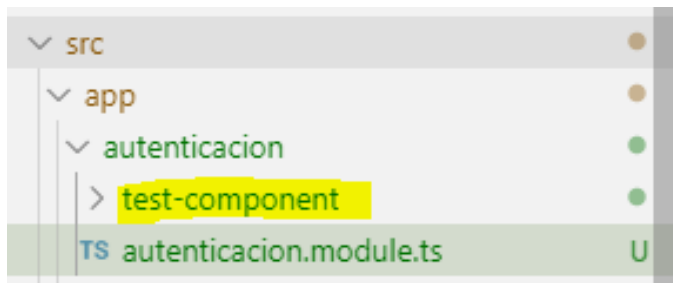 src
app
autenticacion
test-component
TS autenticacion.module.ts U